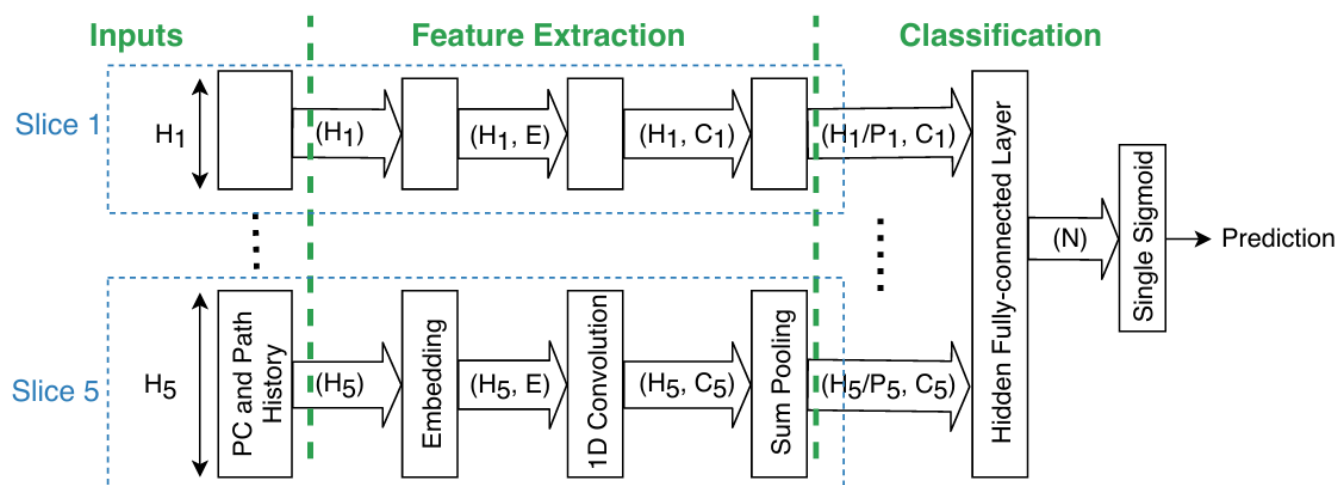 Inputs
Feature Extraction
Classification
Slice 1
H1
(H1)
(H1, E)
(H1, C1)
(H1/P1, C1)
Hidden Fully-connected Layer
(N)
Single Sigmoid
Prediction
Slice 5
H5
PC and Path
History
(H5)
Embedding
(H5, E)
1D Convolution
(H5, C5)
Sum Pooling
(H5/P5, C5)